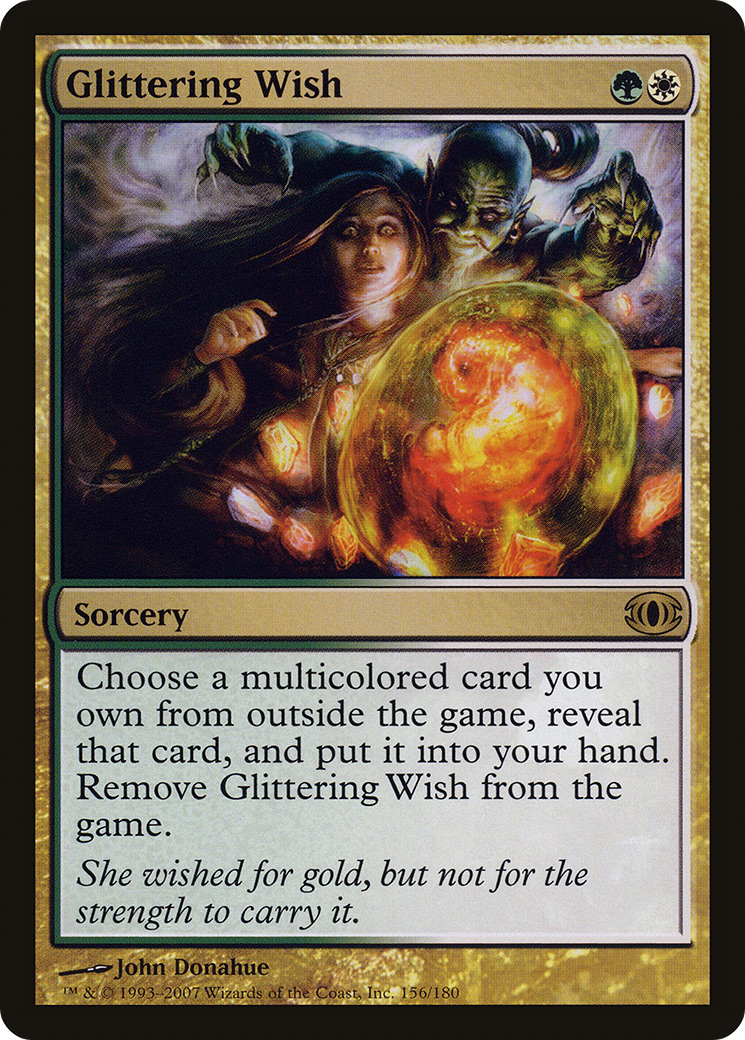 Glittering Wish
Sorcery
Choose a multicolored card you
own from outside the game, reveal
that card, and put it into your hand.
Remove Glittering Wish from the
game.
She wished for gold, but not for the
strength to carry it.
John Donahue
™ & © 1993–2007 Wizards of the Coast, Inc. 156/180